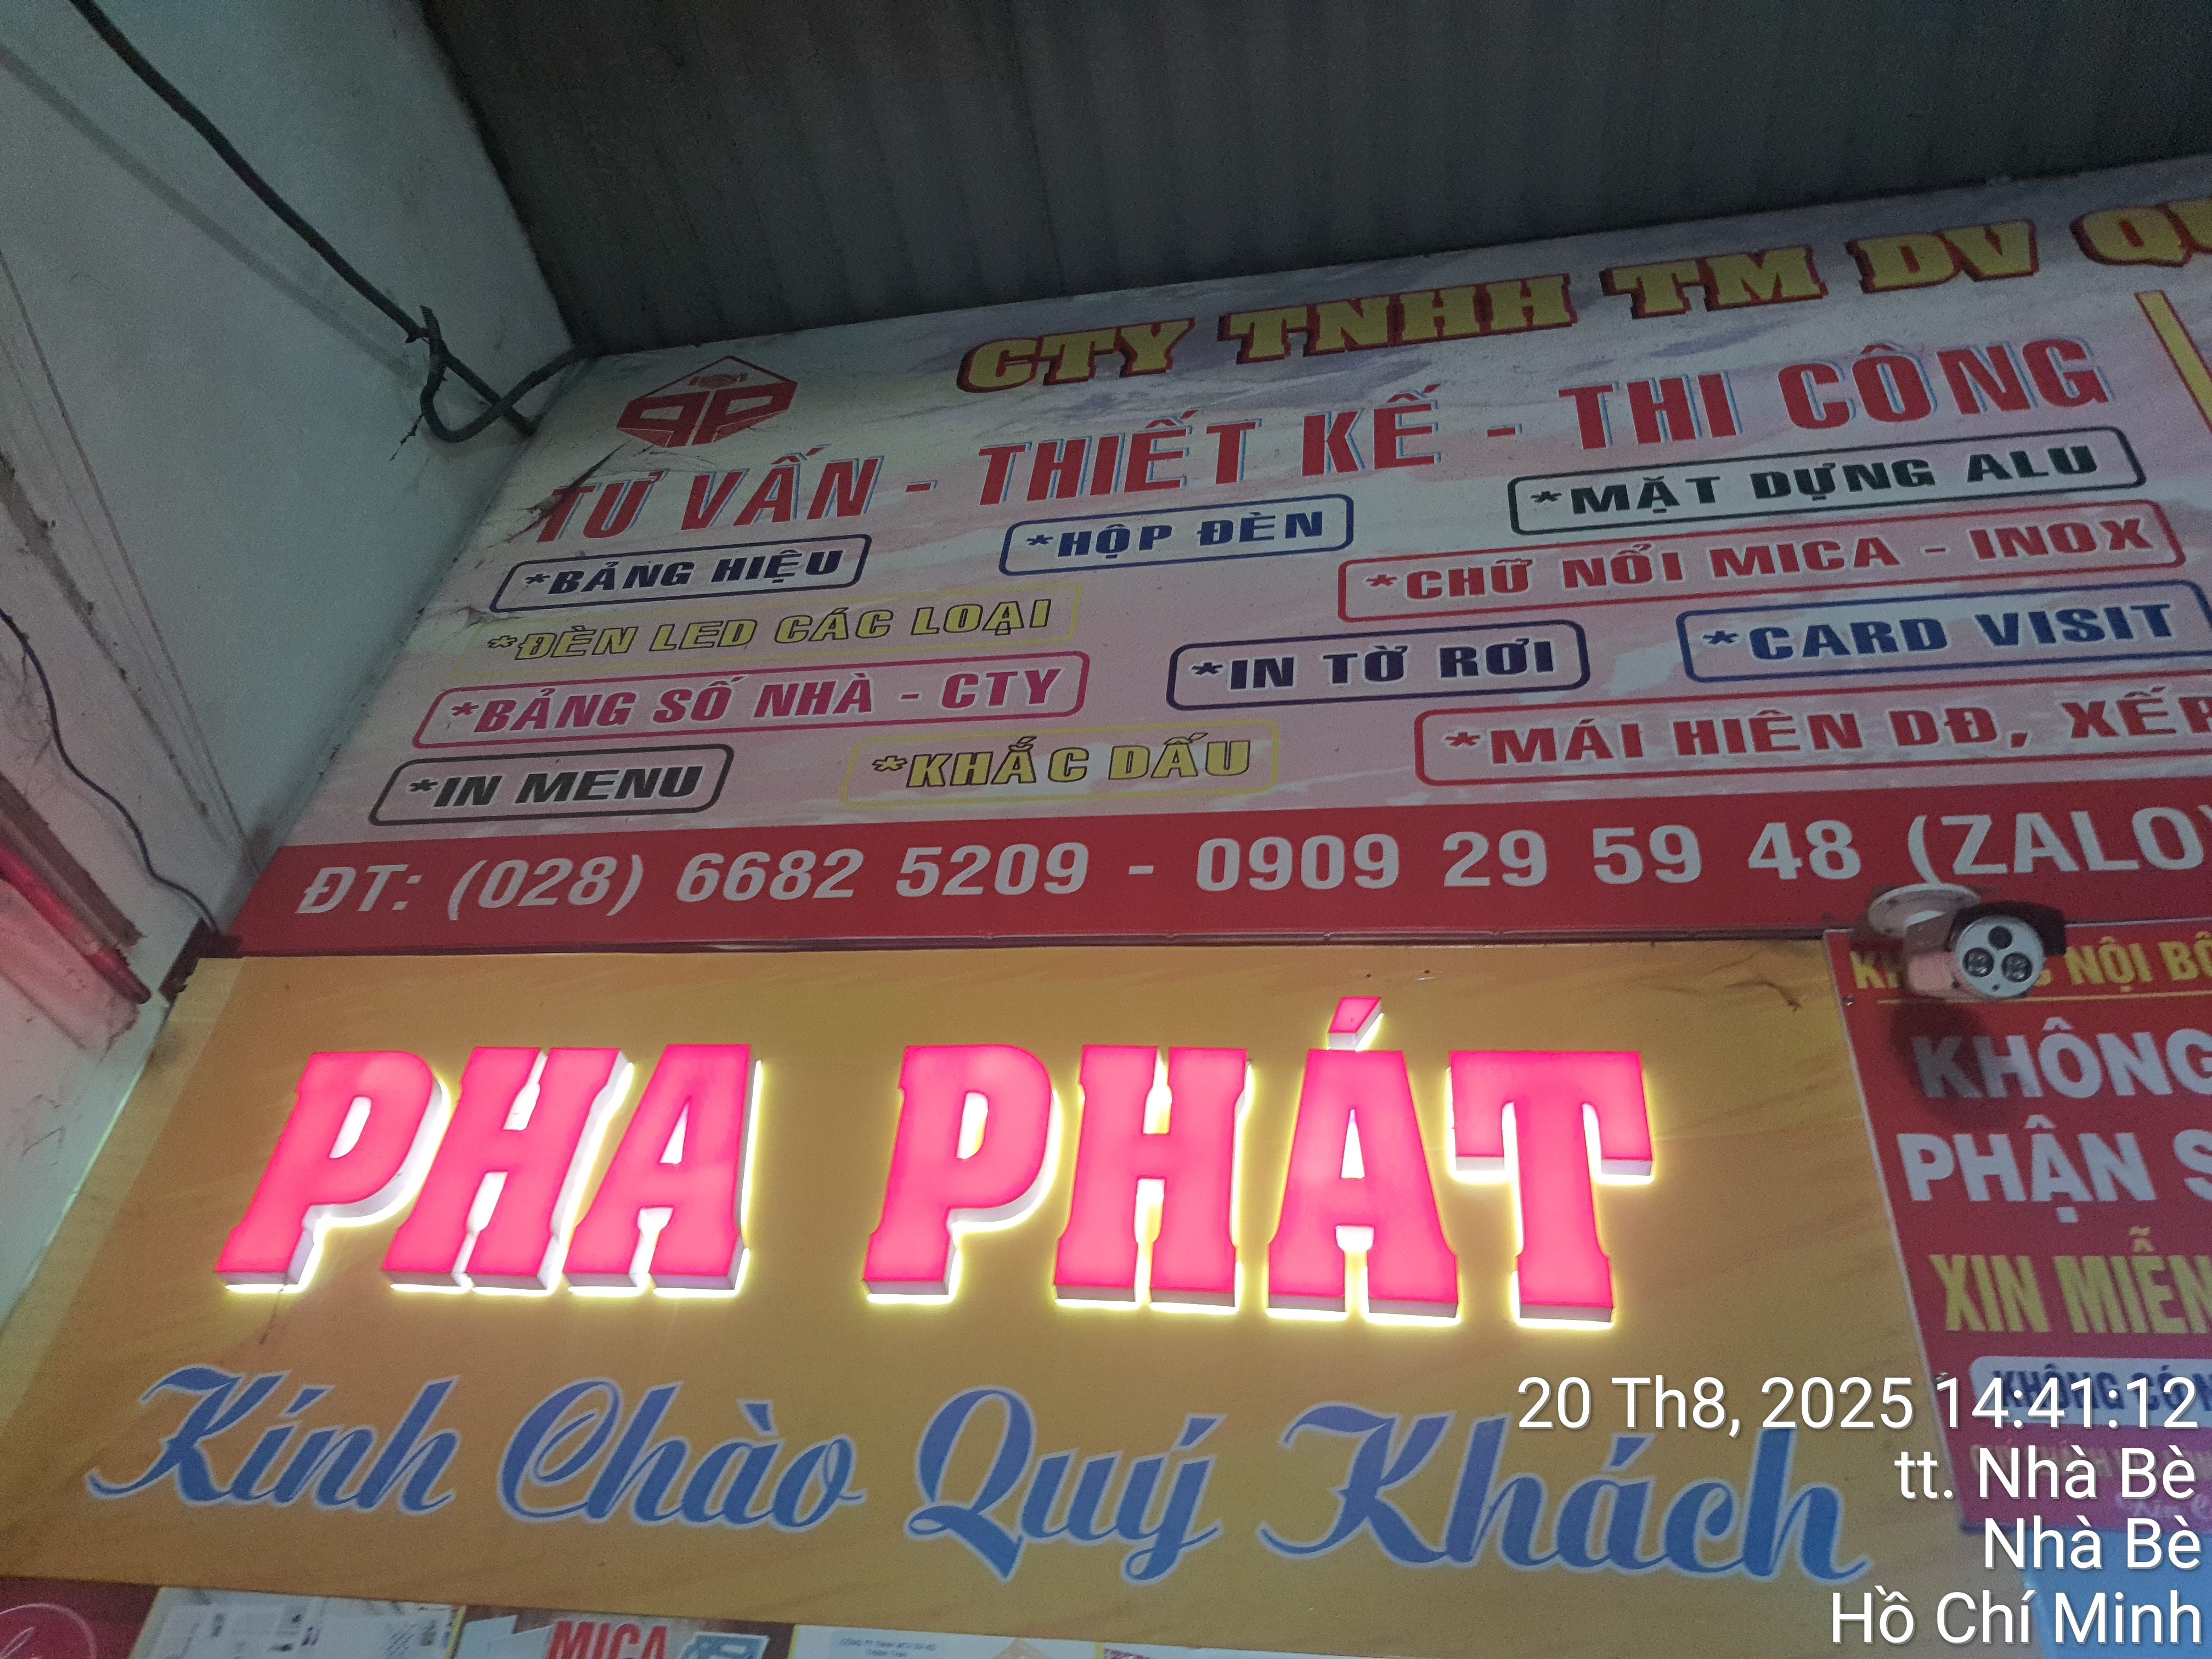 CTY TNHH TM DV
PP
TƯ VẤN - THIẾT KẾ - THI CÔNG
*BẢNG HIỆU *HỘP ĐÈN *MẶT DỰNG ALU
*ĐÈN LED CÁC LOẠI *CHỮ NỔI MICA - INOX
*BẢNG SỐ NHÀ - CTY *IN TỜ RƠI *CARD VISIT
*IN MENU *KHẮC DẤU *MÁI HIÊN DĐ, XẾP
ĐT: (028) 6682 5209 - 0909 29 59 48 (ZALO)
PHA PHÁT
Kính Chào Quý Khách
NỘI BỘ
KHÔNG
PHẬN
XIN MIỄN
KHÔNG
MICA
20 Th8, 2025 14:41:12
tt. Nhà Bè
Nhà Bè
Hồ Chí Minh